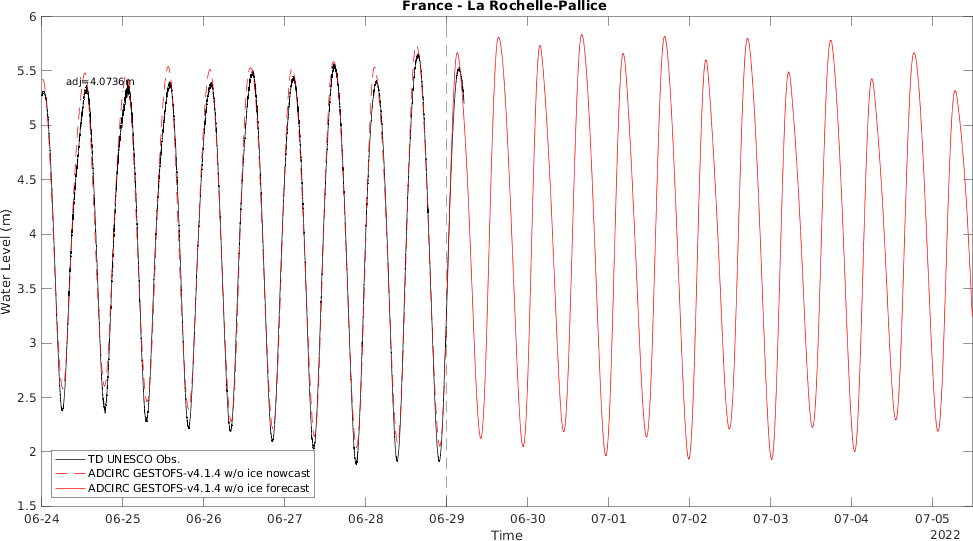 France - La Rochelle-Pallice
6
5.5
5
4.5
4
3.5
3
2.5
2
1.5
Water Level (m)
adj=4.0736 m
TD UNESCO Obs.
ADCIRC GESTOFS-v4.1.4 w/o ice nowcast
ADCIRC GESTOFS-v4.1.4 w/o ice forecast
06-24 06-25 06-26 06-27 06-28 06-29 06-30 07-01 07-02 07-03 07-04 07-05
Time
2022